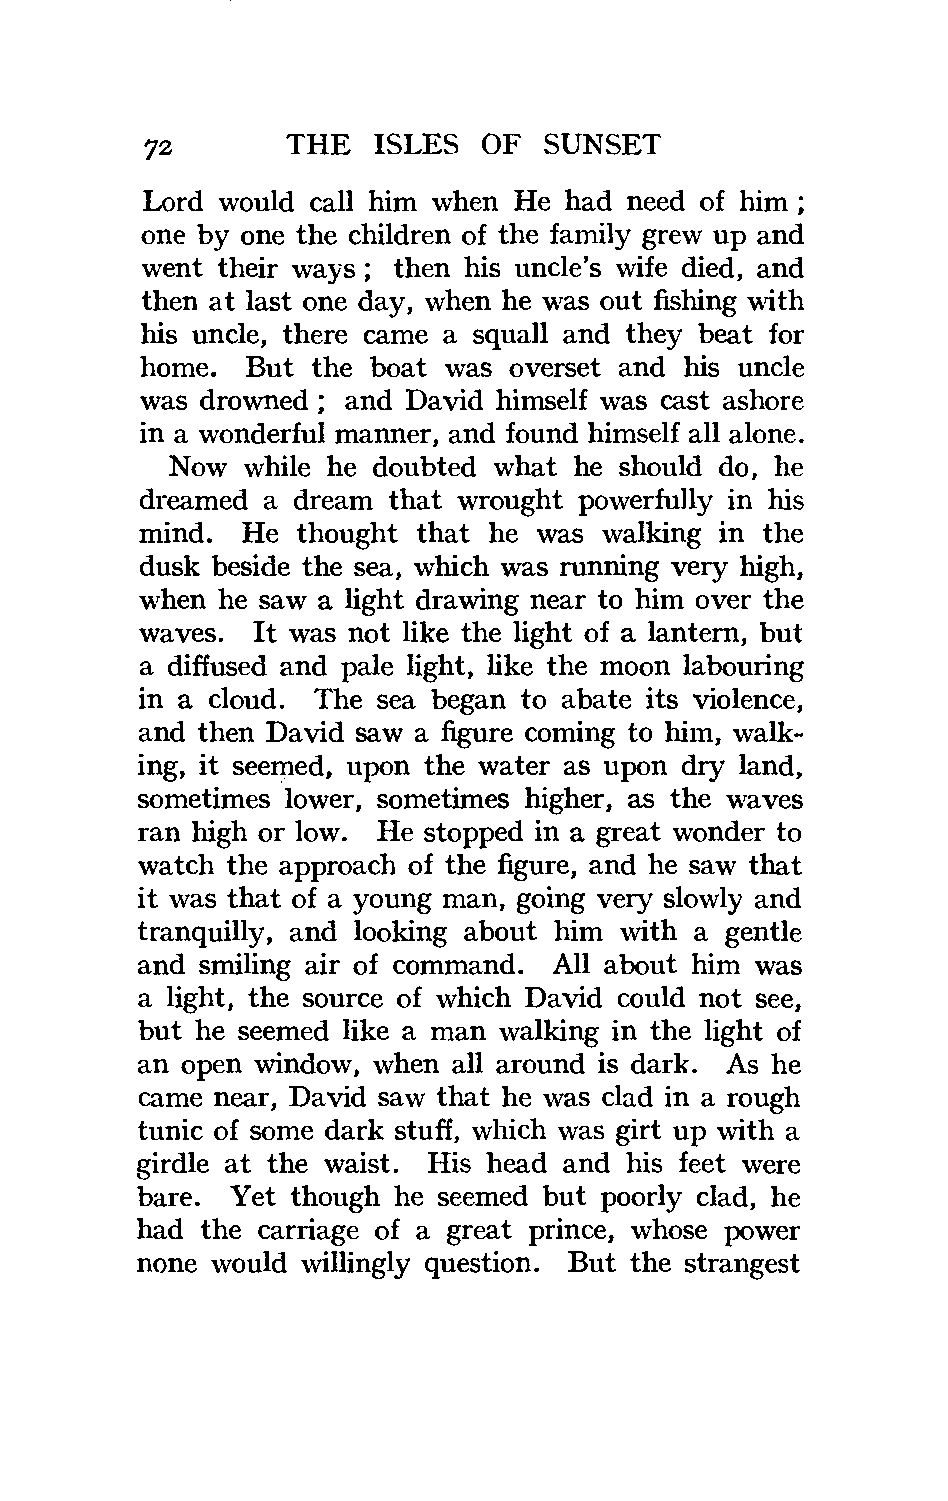 72 THE ISLES OF SUNSET
Lord would call him when He had need of him ;
one by one the children of the family grew up and
went their ways ; then his uncle's wife died, and
then at last one day, when he was out fishing with
his uncle, there came a squall and they beat for
home. But the boat was overset and his uncle
was drowned ; and David himself was cast ashore
in a wonderful manner, and found himself all alone.
Now while he doubted what he should do, he
dreamed a dream that wrought powerfully in his
mind. He thought that he was walking in the
dusk beside the sea, which was running very high,
when he saw a light drawing near to him over the
waves. It was not like the light of a lantern, but
a diffused and pale light, like the moon labouring
in a cloud. The sea began to abate its violence,
and then David saw a figure coming to him, walk-
ing, it seemed, upon the water as upon dry land,
sometimes lower, sometimes higher, as the waves
ran high or low. He stopped in a great wonder to
watch the approach of the figure, and he saw that
it was that of a young man, going very slowly and
tranquilly, and looking about him with a gentle
and smiling air of command. All about him was
a light, the source of which David could not see,
but he seemed like a man walking in the light of
an open window, when all around is dark. As he
came near, David saw that he was clad in a rough
tunic of some dark stuff, which was girt up with a
girdle at the waist. His head and his feet were
bare. Yet though he seemed but poorly clad, he
had the carriage of a great prince, whose power
none would willingly question. But the strangest